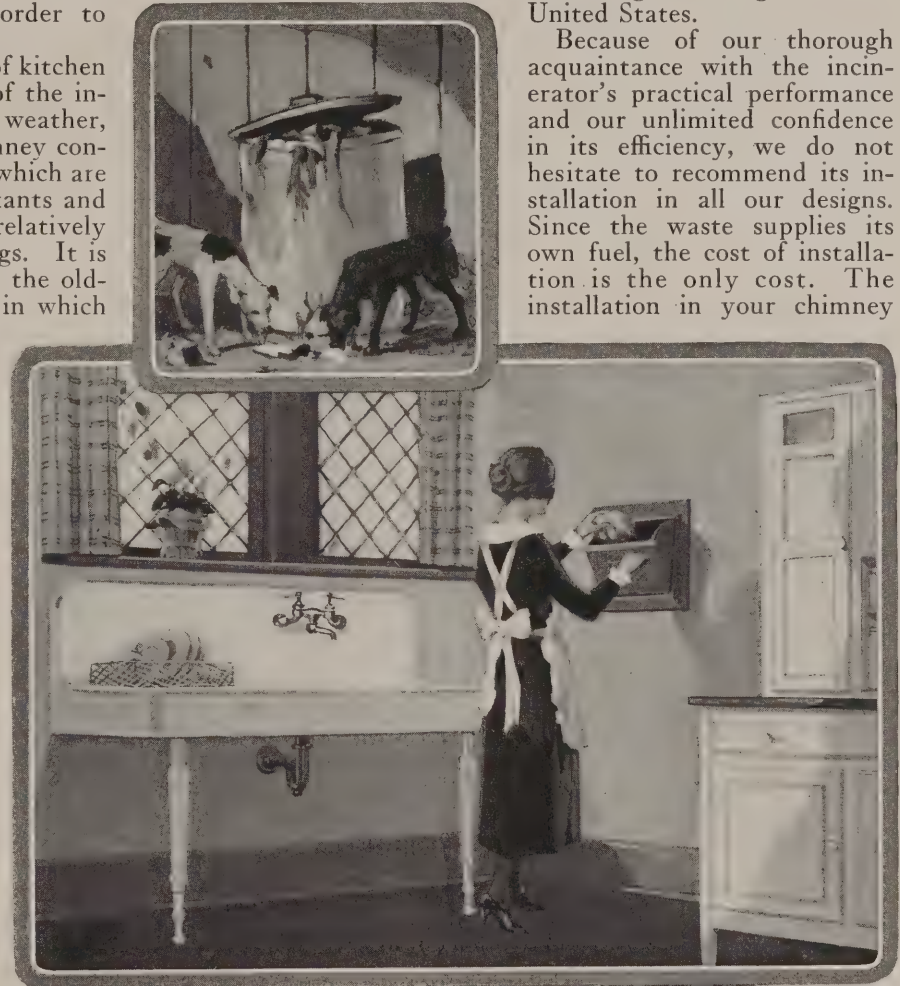 order to
of kitchen
of the in-
weather,
nney con-
which are
tants and
relatively
gs. It is
the old-
in which
United States.
Because of our thorough
acquaintance with the incin-
erator's practical performance
and our unlimited confidence
in its efficiency, we do not
hesitate to recommend its in-
stallation in all our designs.
Since the waste supplies its
own fuel, the cost of installa-
tion is the only cost. The
installation in your chimney